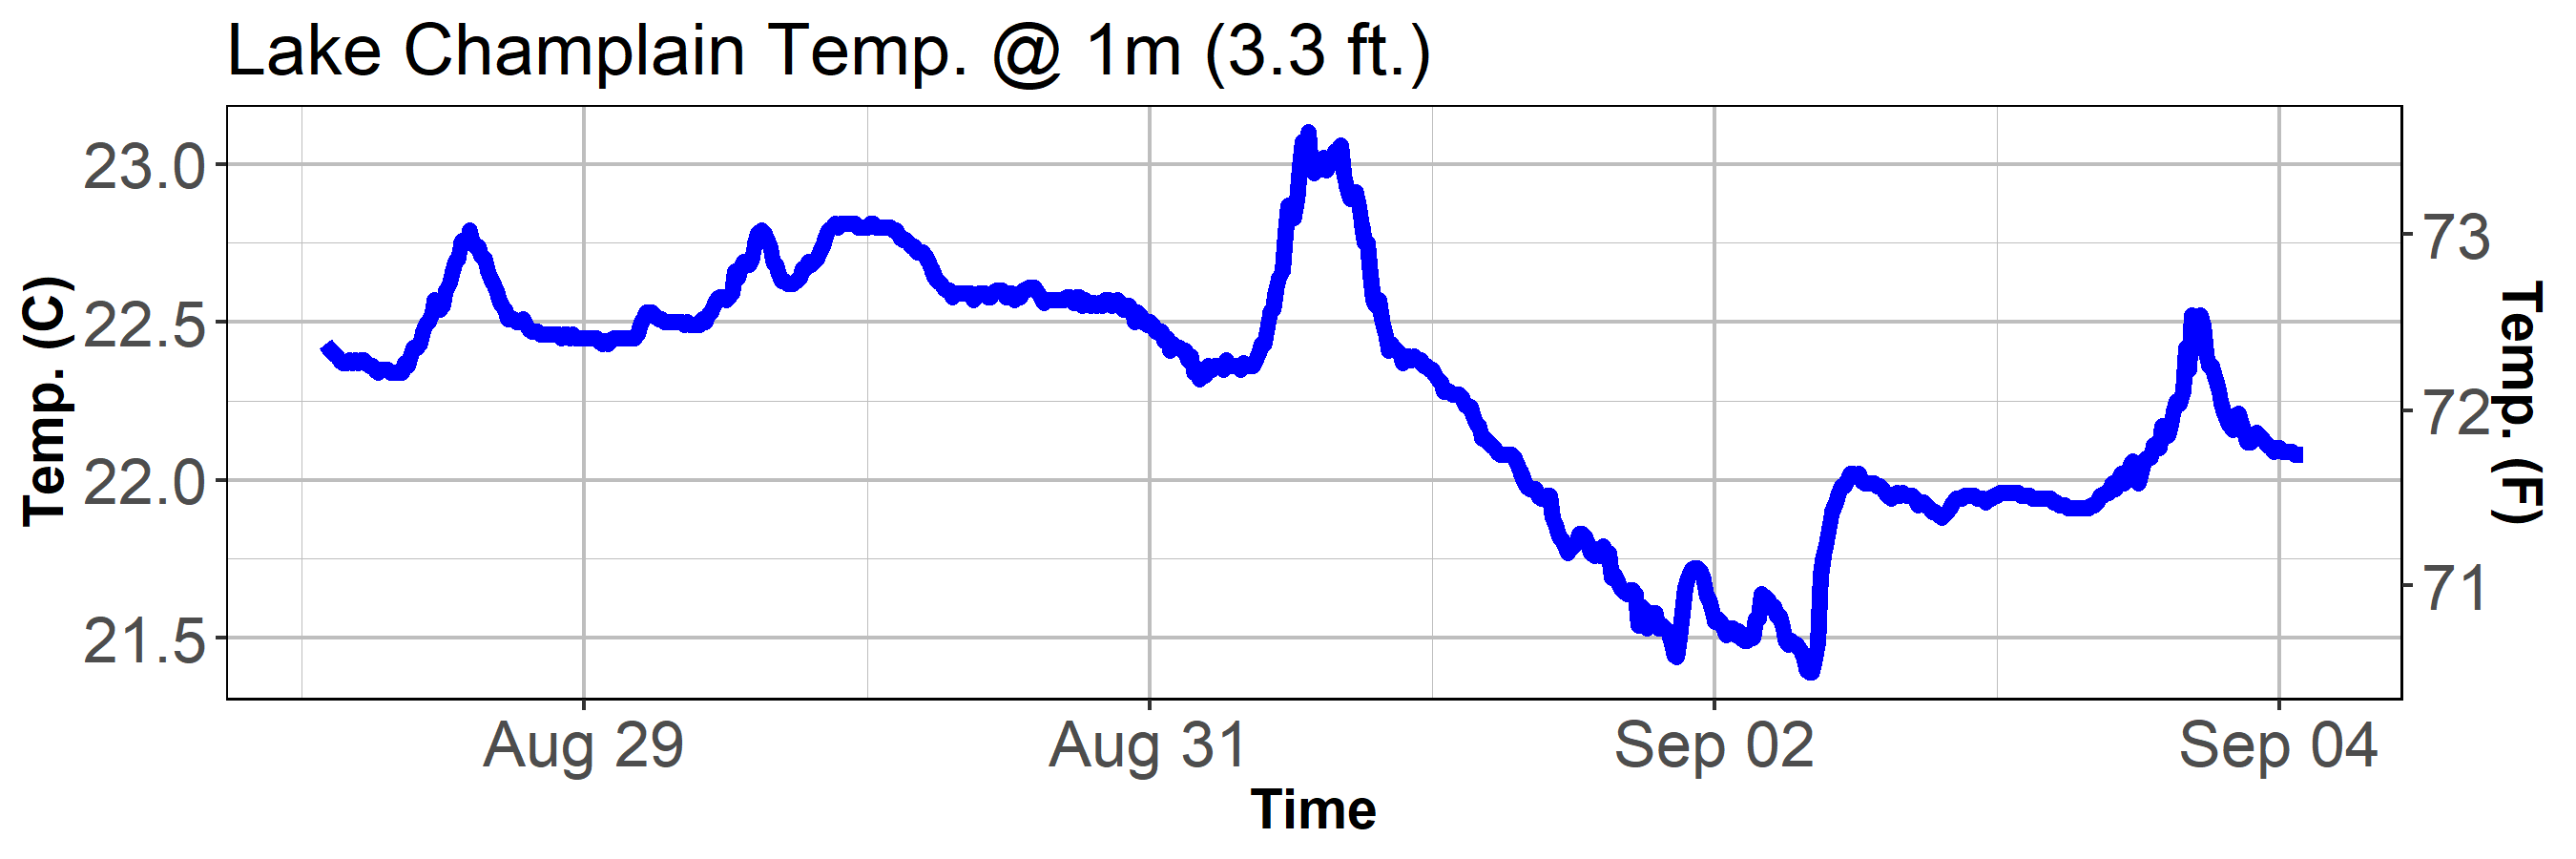 Lake Champlain Temp. @ 1m (3.3 ft.)
23.0
22.5
22.0
21.5
Temp. (C)
73
72
71
Temp. (F)
Aug 29
Aug 31
Sep 02
Sep 04
Time